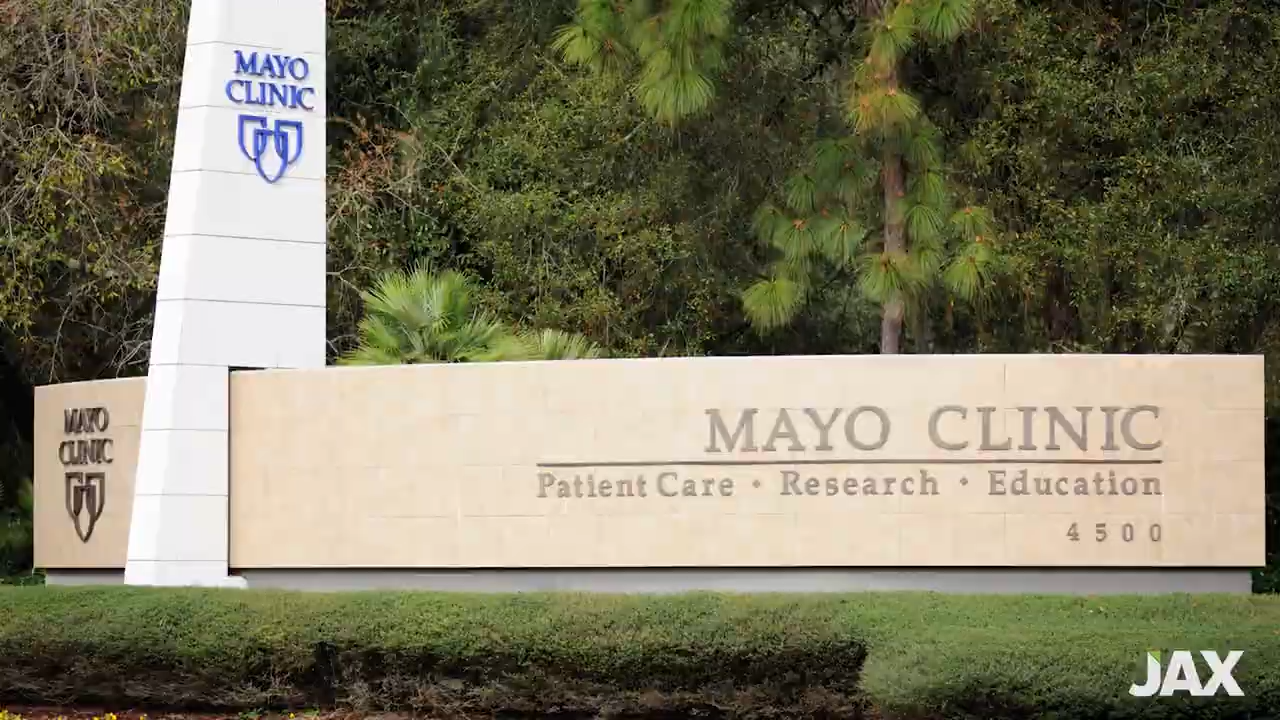 MAYO
CLINIC
MAYO
CLINIC
MAYO CLINIC
Patient Care • Research • Education
4500
JAX